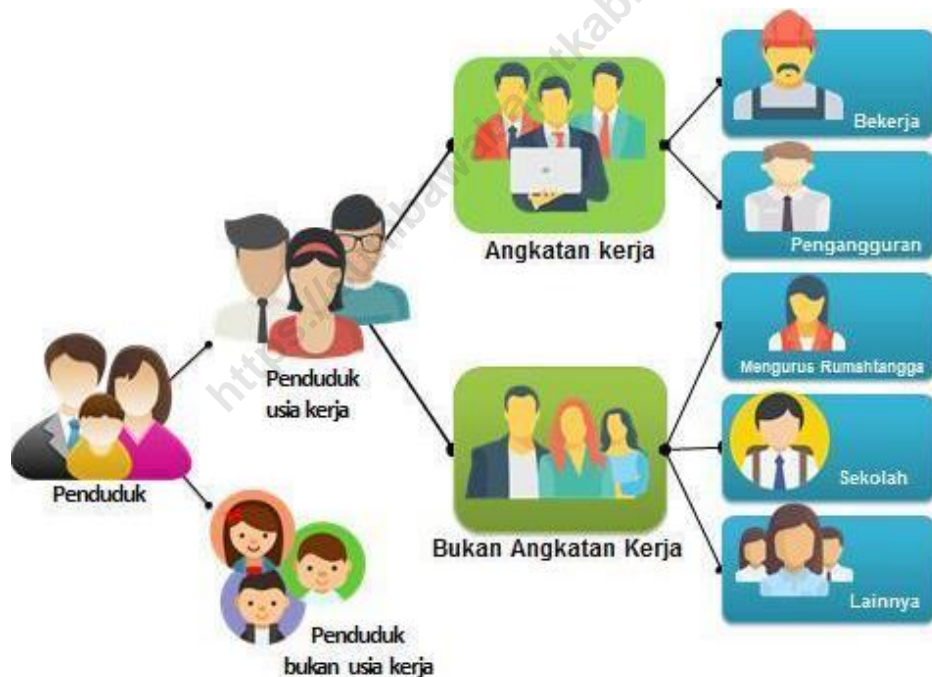 Penduduk
Penduduk
usia kerja
Penduduk
bukan usia kerja
Angkatan kerja
Bukan Angkatan Kerja
Bekerja
Pengangguran
Mengurus Rumahtangga
Sekolah
Lainnya